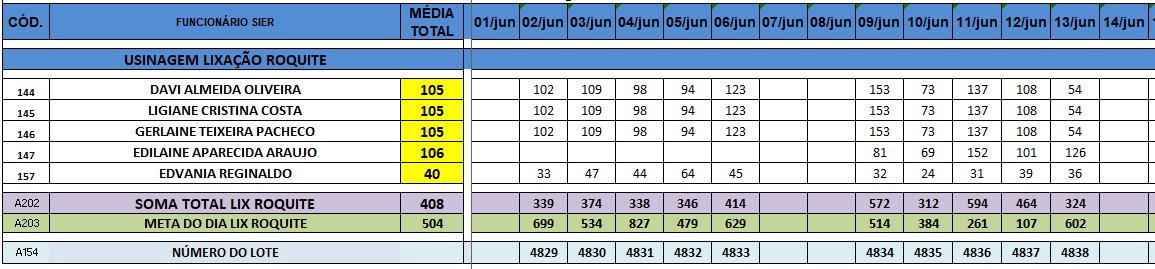 CÓD. FUNCIONÁRIO SIER MÉDIA TOTAL 01/jun 02/jun 03/jun 04/jun 05/jun 06/jun 07/jun 08/jun 09/jun 10/jun 11/jun 12/jun 13/jun 14/jun
USINAGEM LIXAÇÃO ROQUITE
144 DAVI ALMEIDA OLIVEIRA 105 102 109 98 94 123 153 73 137 108 54
145 LIGIANE CRISTINA COSTA 105 102 109 98 94 123 153 73 137 108 54
146 GERLAINE TEIXEIRA PACHECO 105 102 109 98 94 123 153 73 137 108 54
147 EDILAINE APARECIDA ARAUJO 106 81 69 152 101 126
157 EDVANIA REGINALDO 40 33 47 44 64 45 32 24 31 39 36
A202 SOMA TOTAL LIX ROQUITE 408 339 374 338 346 414 572 312 594 464 324
A203 META DO DIA LIX ROQUITE 504 699 534 827 479 629 514 384 261 107 602
A154 NÚMERO DO LOTE 4829 4830 4831 4832 4833 4834 4835 4836 4837 4838